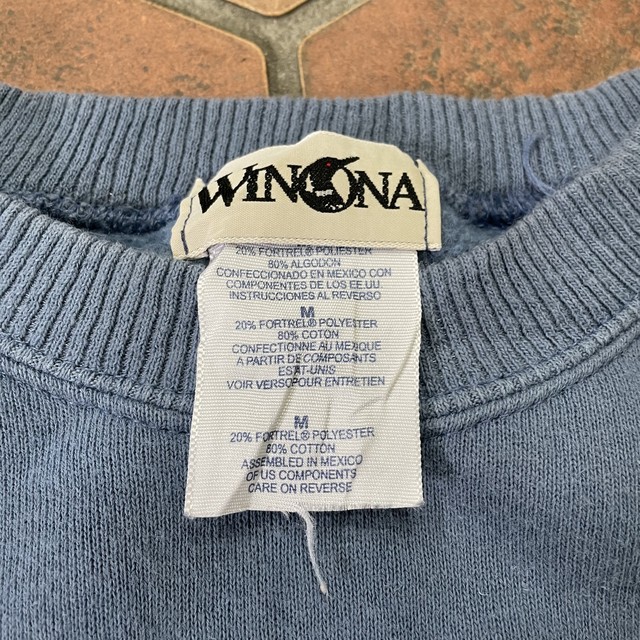 WINONA
M
20% FORTREL® POLIESTER
80% ALGODON
CONFECCIONADO EN MEXICO CON
COMPONENTES DE LOS EE.UU.
INSTRUCCIONES AL REVERSO
M
20% FORTREL® POLYESTER
80% COTON
CONFECTIONNE AU MEXIQUE
A PARTIR DE COMPOSANTS
ESTAT-UNIS
VOIR VERSO POUR ENTRETIEN
M
20% FORTREL® POLYESTER
80% COTTON
ASSEMBLED IN MEXICO
OF US COMPONENTS
CARE ON REVERSE